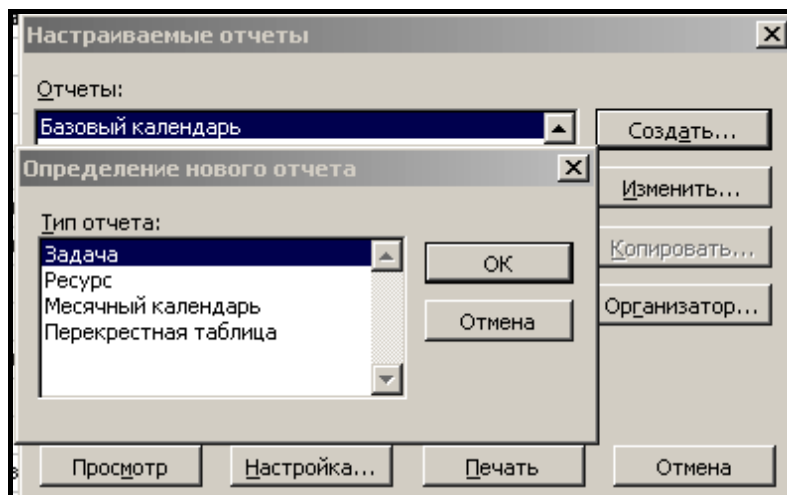 Настраиваемые отчеты
Отчеты:
Базовый календарь
Создать...
Определение нового отчета
Изменить...
Тип отчета:
Задача
Ресурс
Месячный календарь
Перекрестная таблица
ОК
Отмена
Копировать...
Организатор...
Просмотр
Настройка...
Печать
Отмена